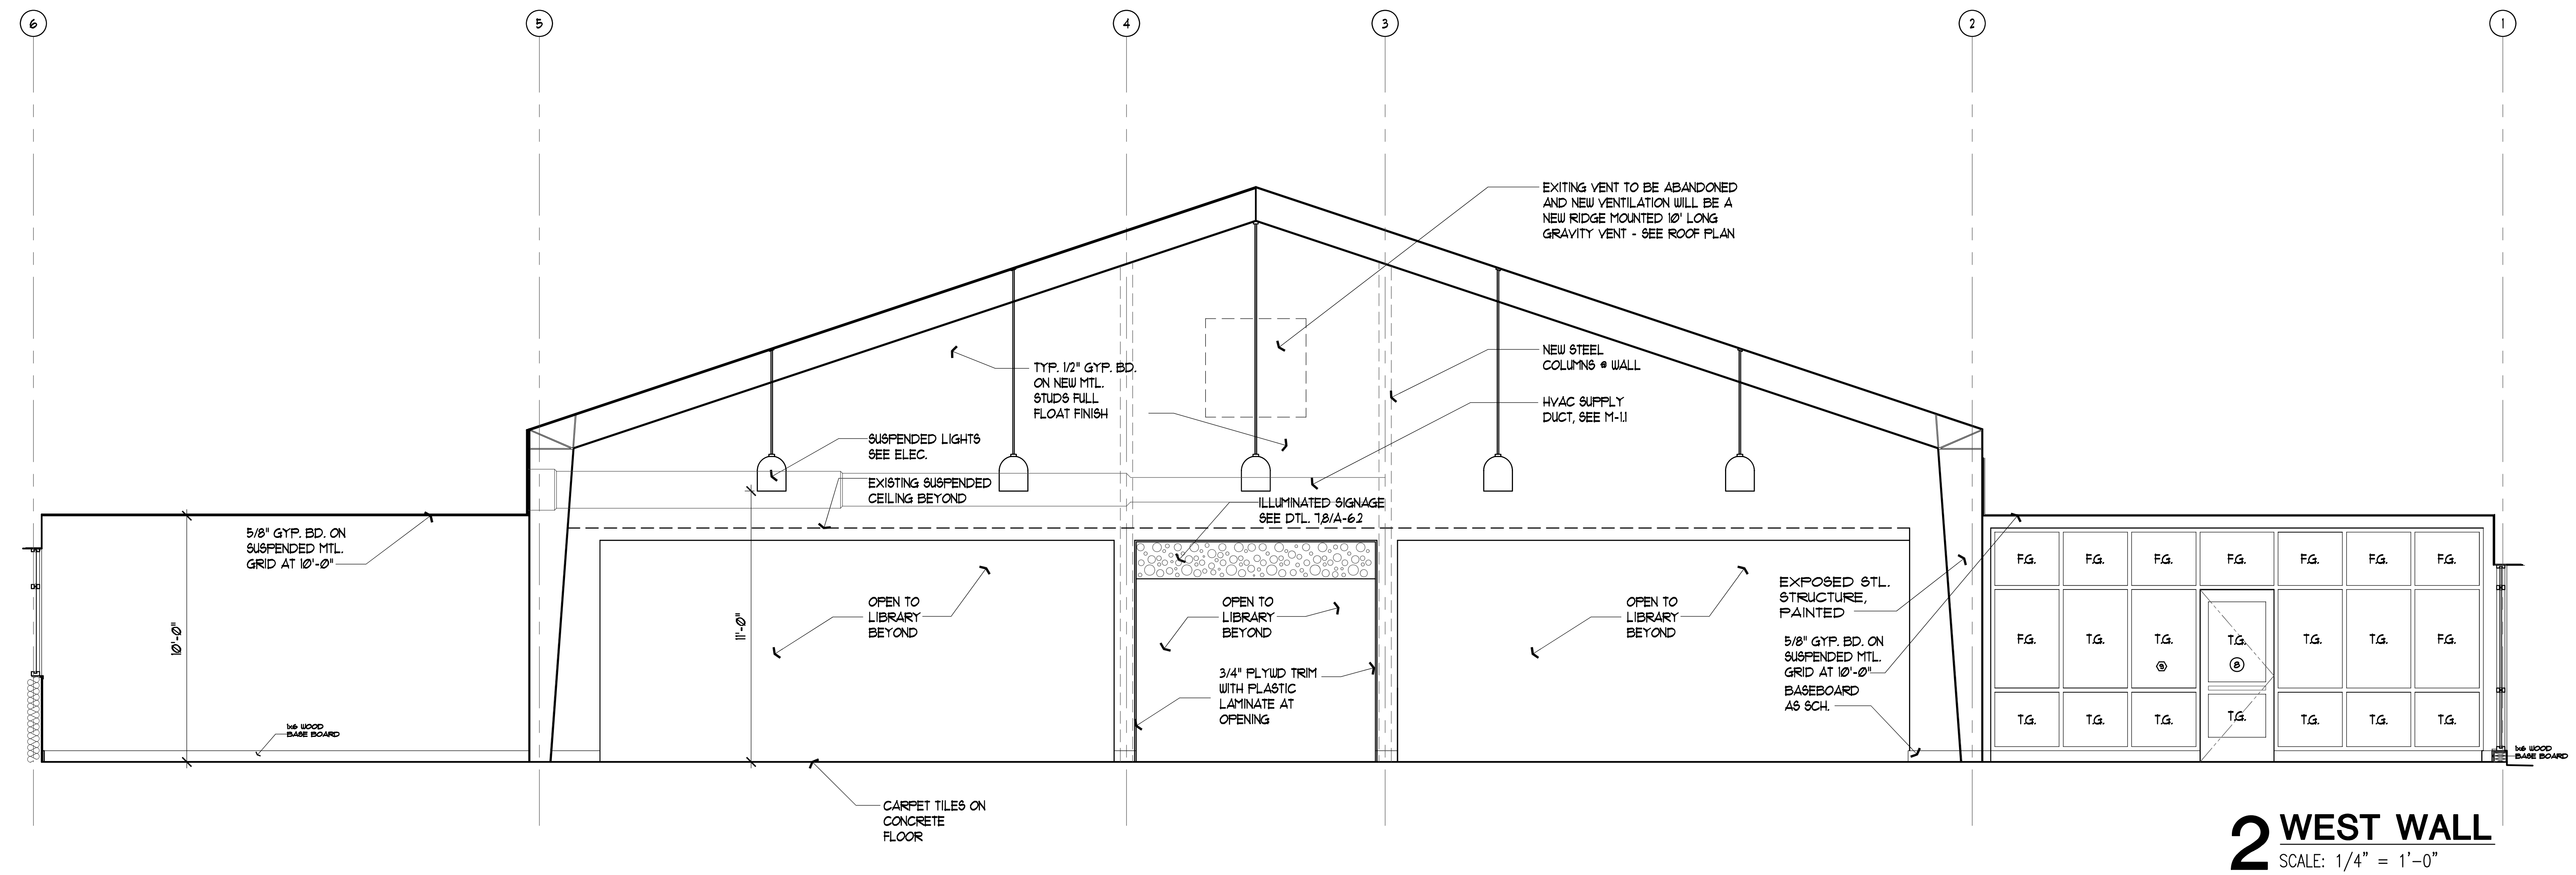 6
5
4
3
2
1
EXITING VENT TO BE ABANDONED
AND NEW VENTILATION WILL BE A
NEW RIDGE MOUNTED 10' LONG
GRAVITY VENT - SEE ROOF PLAN
TYP. 1/2" GYP. BD.
ON NEW MTL.
STUDS FULL
FLOAT FINISH
NEW STEEL
COLUMNS @ WALL
HVAC SUPPLY
DUCT, SEE M-1.1
SUSPENDED LIGHTS
SEE ELEC.
EXISTING SUSPENDED
CEILING BEYOND
ILLUMINATED SIGNAGE
SEE DTL. 7,8/A-6.2
5/8" GYP. BD. ON
SUSPENDED MTL.
GRID AT 10'-0"
10'-0"
11'-0"
OPEN TO
LIBRARY
BEYOND
OPEN TO
LIBRARY
BEYOND
OPEN TO
LIBRARY
BEYOND
3/4" PLYWD TRIM
WITH PLASTIC
LAMINATE AT
OPENING
EXPOSED STL.
STRUCTURE,
PAINTED
5/8" GYP. BD. ON
SUSPENDED MTL.
GRID AT 10'-0"
BASEBOARD
AS SCH.
F.G. F.G. F.G. F.G. F.G. F.G. F.G.
F.G. T.G. T.G. T.G. T.G. T.G. F.G.
9 8
T.G. T.G. T.G. T.G. T.G. T.G. T.G.
1x6 WOOD
BASE BOARD
1x6 WOOD
BASE BOARD
CARPET TILES ON
CONCRETE
FLOOR
2 WEST WALL
SCALE: 1/4" = 1'-0"